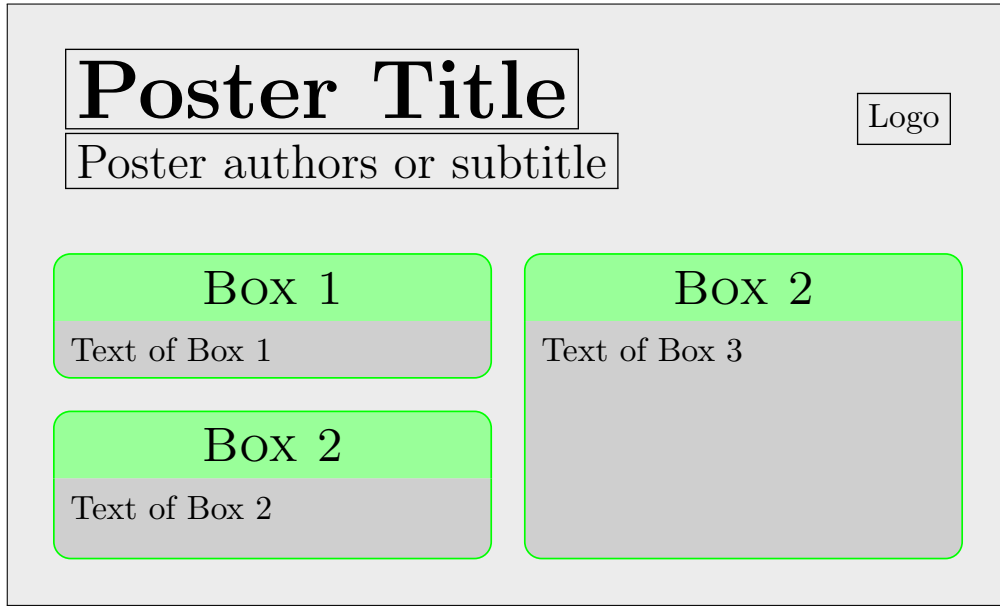 Poster Title
Poster authors or subtitle
Logo
Box 1
Text of Box 1
Box 2
Text of Box 2
Box 2
Text of Box 3